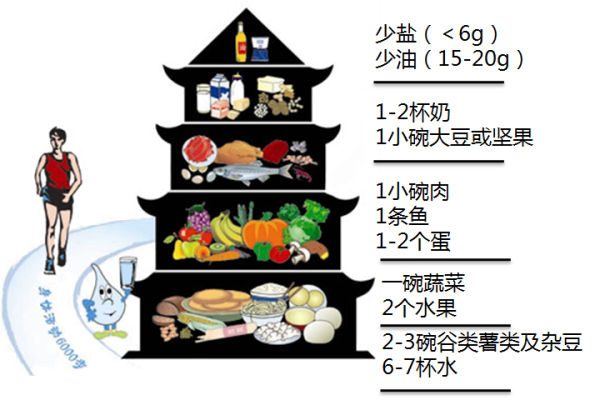 少盐（＜6g）
少油（15-20g）
1-2杯奶
1小碗大豆或坚果
1小碗肉
1条鱼
1-2个蛋
一碗蔬菜
2个水果
2-3碗谷类薯类及杂豆
6-7杯水
身体活动6000步